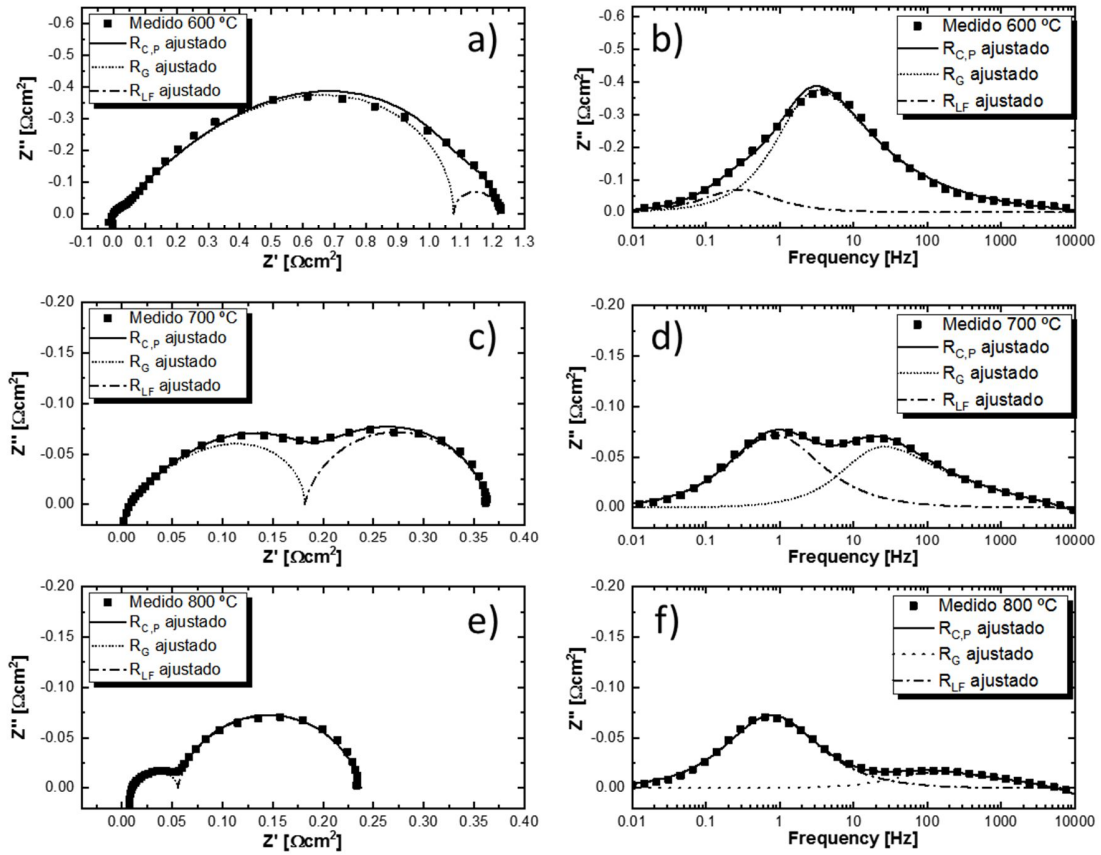 a)
Medido 600 ºC
R_C,P ajustado
R_G ajustado
R_LF ajustado
Z'' [Ωcm²]
-0.6
-0.5
-0.4
-0.3
-0.2
-0.1
0.0
-0.1 0.0 0.1 0.2 0.3 0.4 0.5 0.6 0.7 0.8 0.9 1.0 1.1 1.2 1.3
Z' [Ωcm²]
b)
Medido 600 ºC
R_C,P ajustado
R_G ajustado
R_LF ajustado
Z'' [Ωcm²]
-0.6
-0.5
-0.4
-0.3
-0.2
-0.1
0.0
0.01 0.1 1 10 100 1000 10000
Frequency [Hz]
c)
Medido 700 ºC
R_C,P ajustado
R_G ajustado
R_LF ajustado
Z'' [Ωcm²]
-0.20
-0.15
-0.10
-0.05
0.00
0.00 0.05 0.10 0.15 0.20 0.25 0.30 0.35 0.40
Z' [Ωcm²]
d)
Medido 700 ºC
R_C,P ajustado
R_G ajustado
R_LF ajustado
Z'' [Ωcm²]
-0.20
-0.15
-0.10
-0.05
0.00
0.01 0.1 1 10 100 1000 10000
Frequency [Hz]
e)
Medido 800 ºC
R_C,P ajustado
R_G ajustado
R_LF ajustado
Z'' [Ωcm²]
-0.20
-0.15
-0.10
-0.05
0.00
0.00 0.05 0.10 0.15 0.20 0.25 0.30 0.35 0.40
Z' [Ωcm²]
f)
Medido 800 ºC
R_C,P ajustado
R_G ajustado
R_LF ajustado
Z'' [Ωcm²]
-0.20
-0.15
-0.10
-0.05
0.00
0.01 0.1 1 10 100 1000 10000
Frequency [Hz]